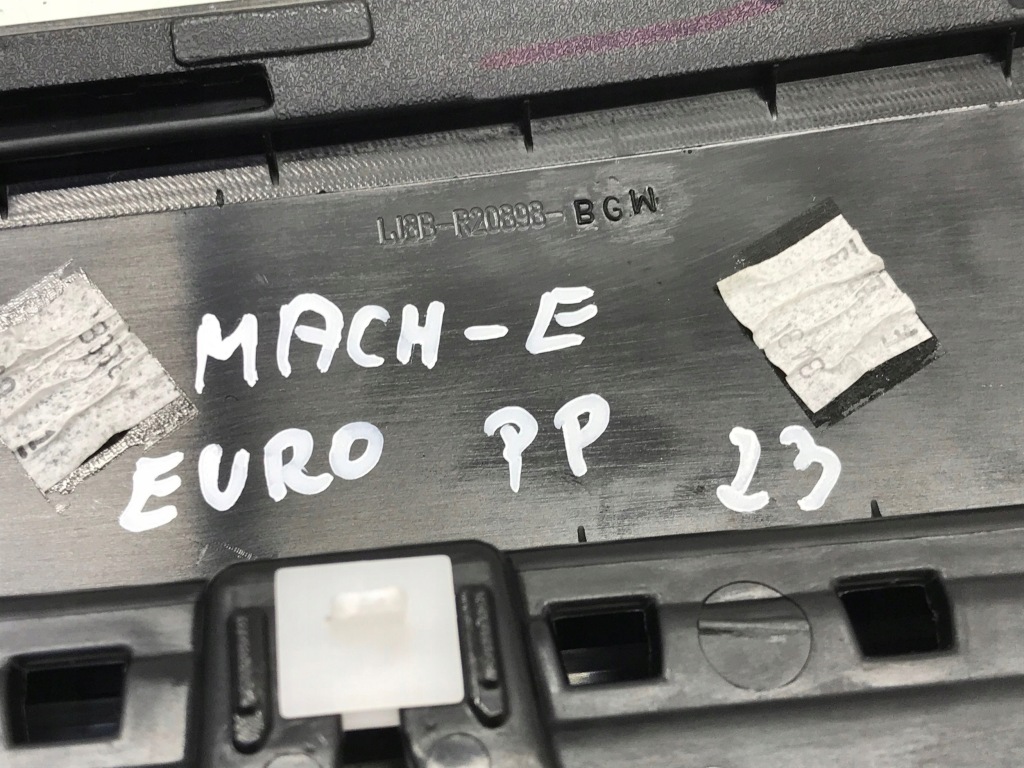 LJ8B-R20898-BGW
MACH-E
EURO PP 23